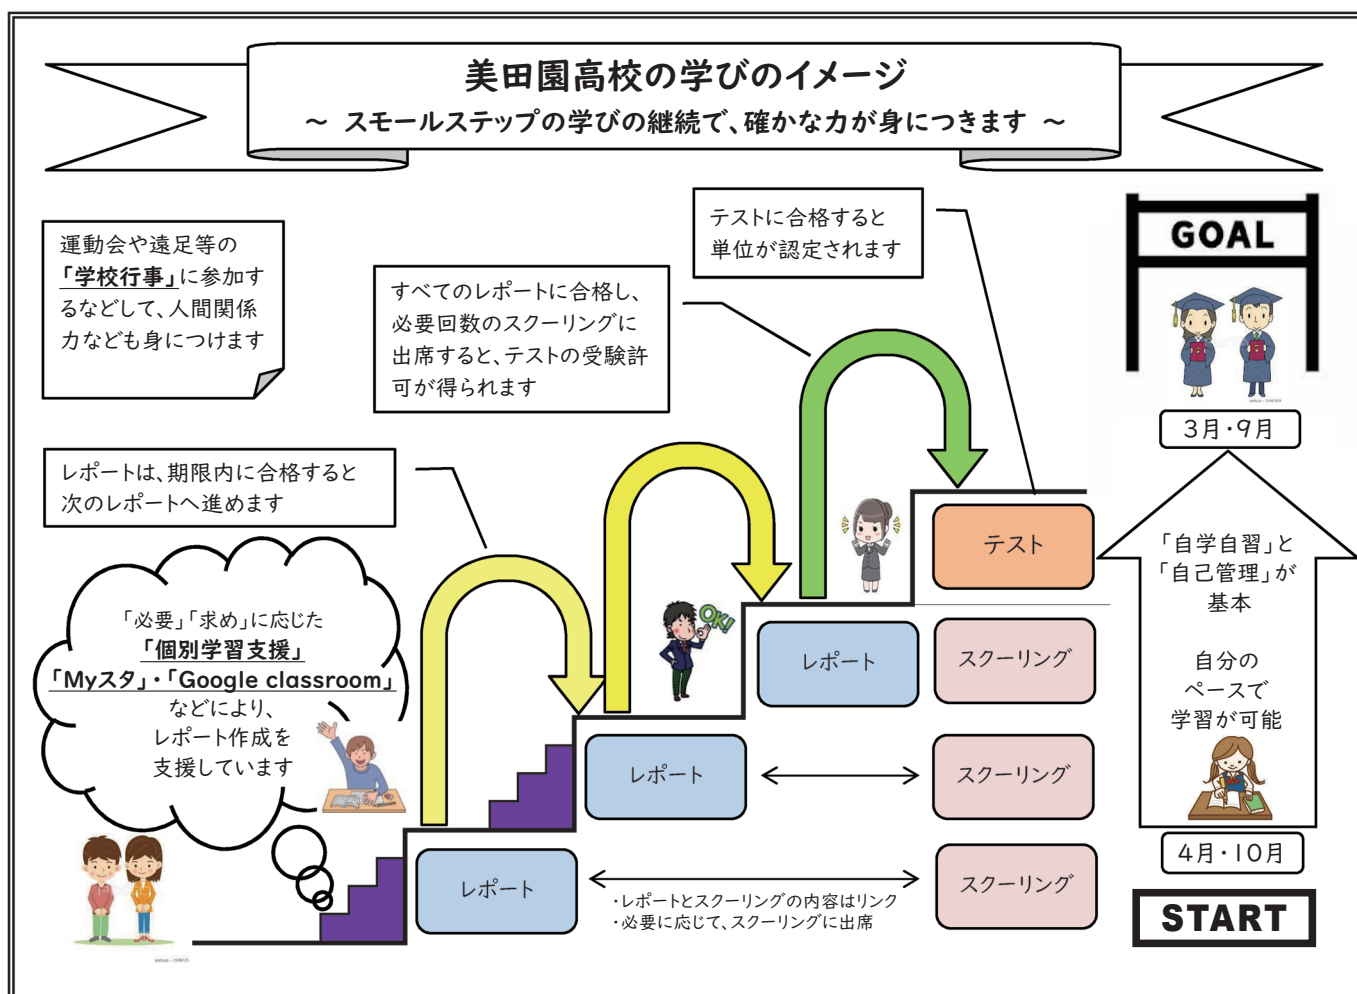 美田園高校の学びのイメージ
～ スモールステップの学びの継続で、確かな力が身につきます ～
運動会や遠足等の
「学校行事」に参加す
るなどして、人間関係
力なども身につけます
すべてのレポートに合格し、
必要回数のスクーリングに
出席すると、テストの受験許
可が得られます
テストに合格すると
単位が認定されます
GOAL
3月・9月
レポートは、期限内に合格すると
次のレポートへ進めます
「必要」「求め」に応じた
「個別学習支援」
「Myスタ」・「Google classroom」
などにより、
レポート作成を
支援しています
OK!
テスト
レポート
スクーリング
レポート
スクーリング
レポート
スクーリング
・レポートとスクーリングの内容はリンク
・必要に応じて、スクーリングに出席
「自学自習」と
「自己管理」が
基本
自分の
ペースで
学習が可能
4月・10月
START